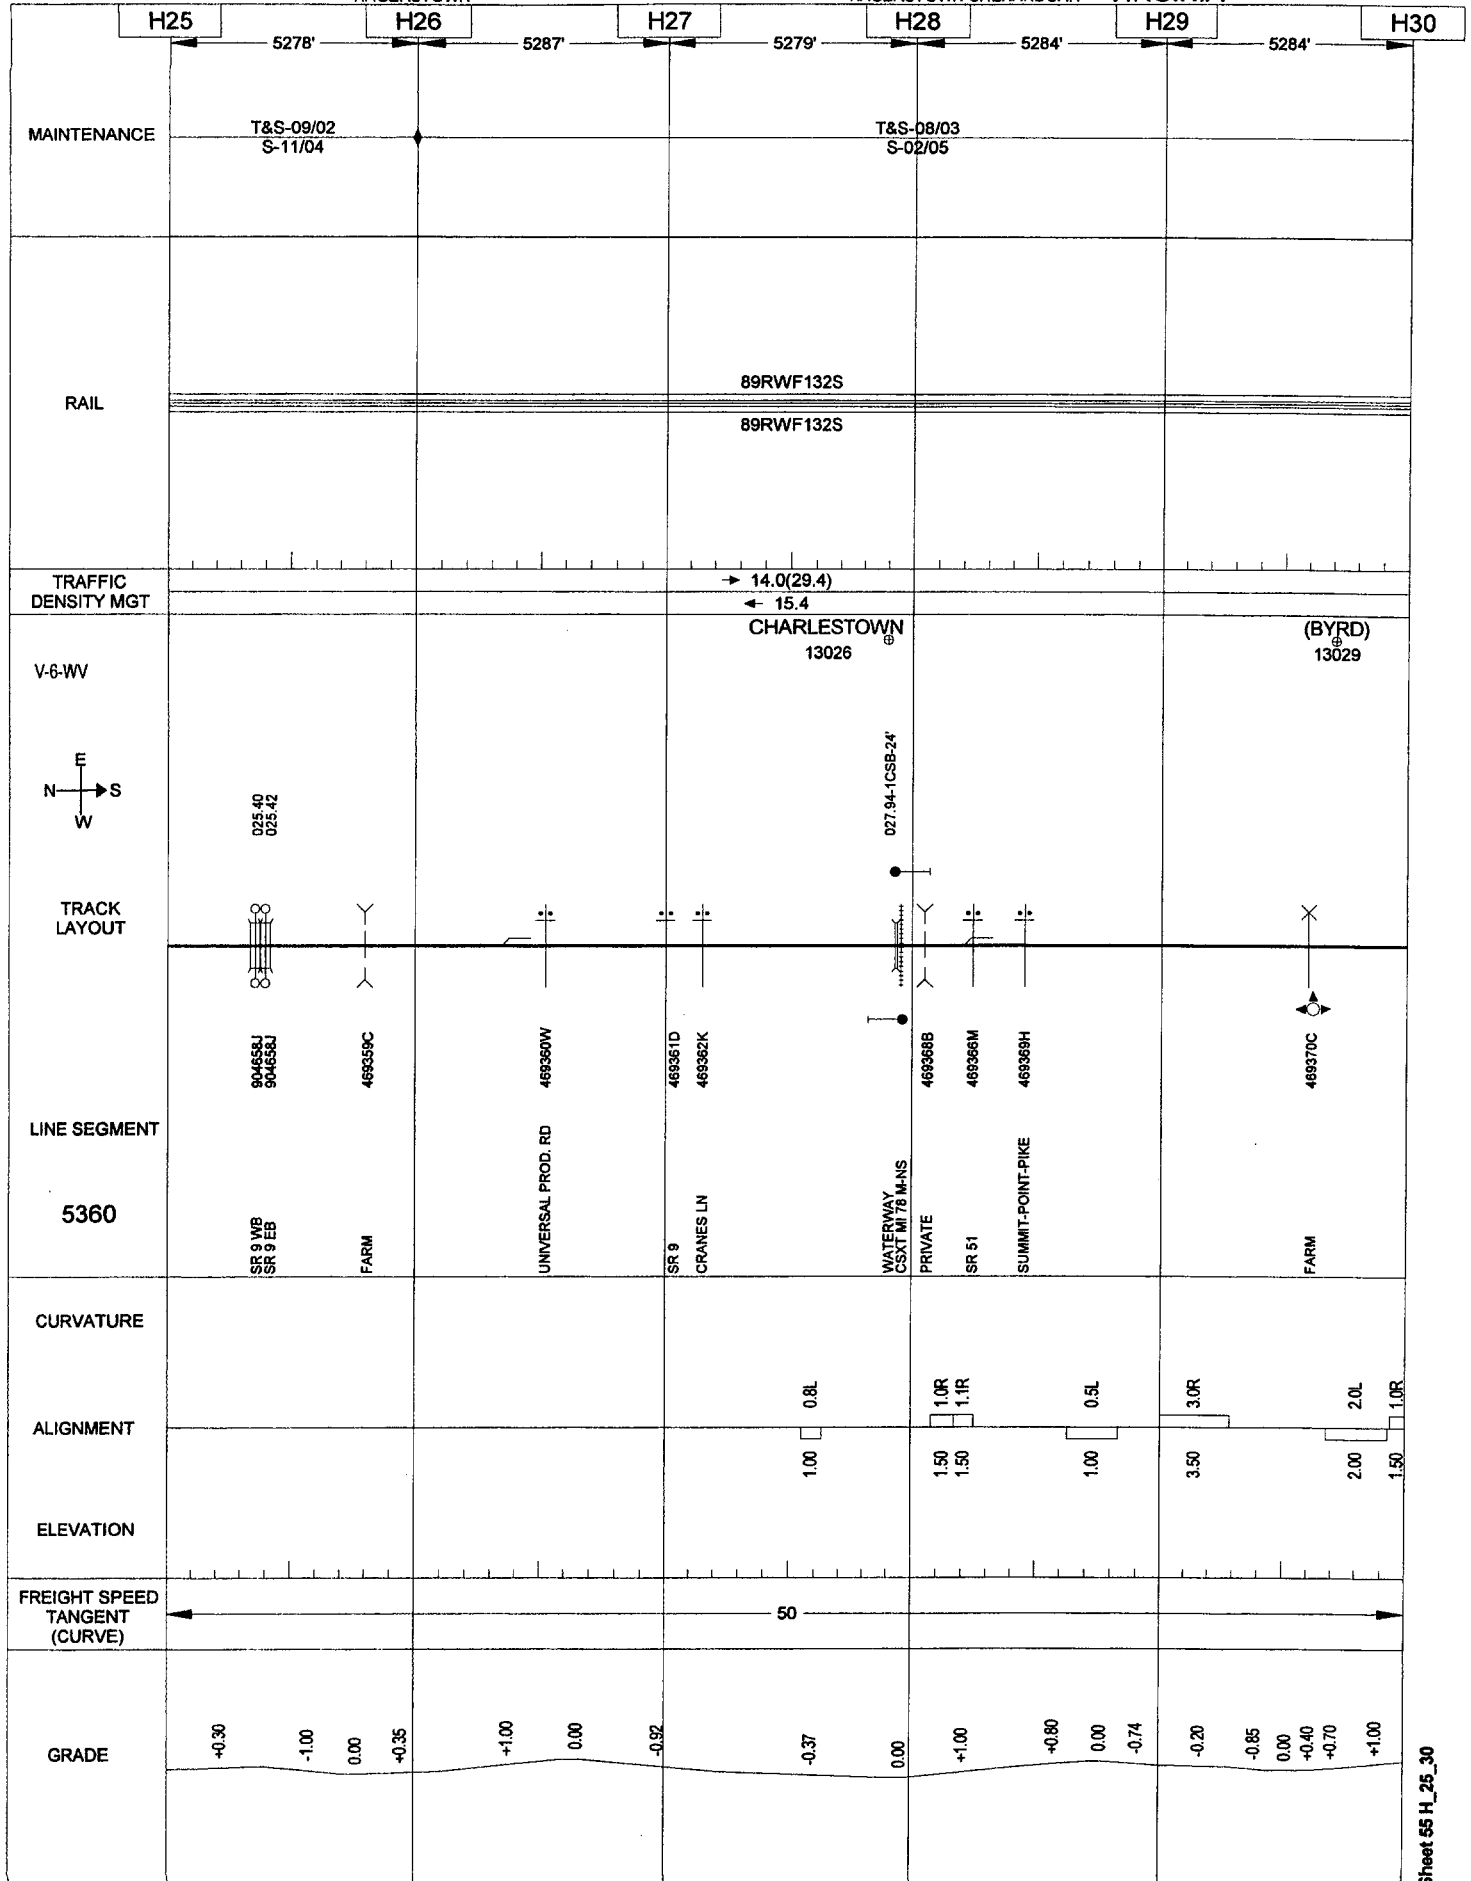 H25 H26 H27 H28 H29 H30
5278' 5287' 5279' 5284' 5284'
MAINTENANCE
T&S-09/02
S-11/04
T&S-08/03
S-02/05
RAIL
89RWF132S
89RWF132S
TRAFFIC
DENSITY MGT
14.0(29.4)
15.4
V-6-WV
CHARLESTOWN
13026
(BYRD)
13029
E
N S
W
025.40
025.42
027.94-1CSB-24'
TRACK
LAYOUT
904658J
904658J
469359C
469360W
469361D
469362K
469368B
469366M
469369H
469370C
LINE SEGMENT
5360
SR 9 WB
SR 9 EB
FARM
UNIVERSAL PROD. RD
SR 9
CRANES LN
WATERWAY
CSXT MI 78 M-NS
PRIVATE
SR 51
SUMMIT-POINT-PIKE
FARM
CURVATURE
0.8L 1.0R 1.1R 0.5L 3.0R 2.0L 1.0R
ALIGNMENT
1.00 1.50 1.50 1.00 3.50 2.00 1.50
ELEVATION
FREIGHT SPEED
TANGENT
(CURVE)
50
GRADE
+0.30 -1.00 0.00 +0.35 +1.00 0.00 -0.92 -0.37 0.00 +1.00 +0.80 0.00 -0.74 -0.20 -0.85 0.00 +0.40 +0.70 +1.00
Sheet 55 H_25_30